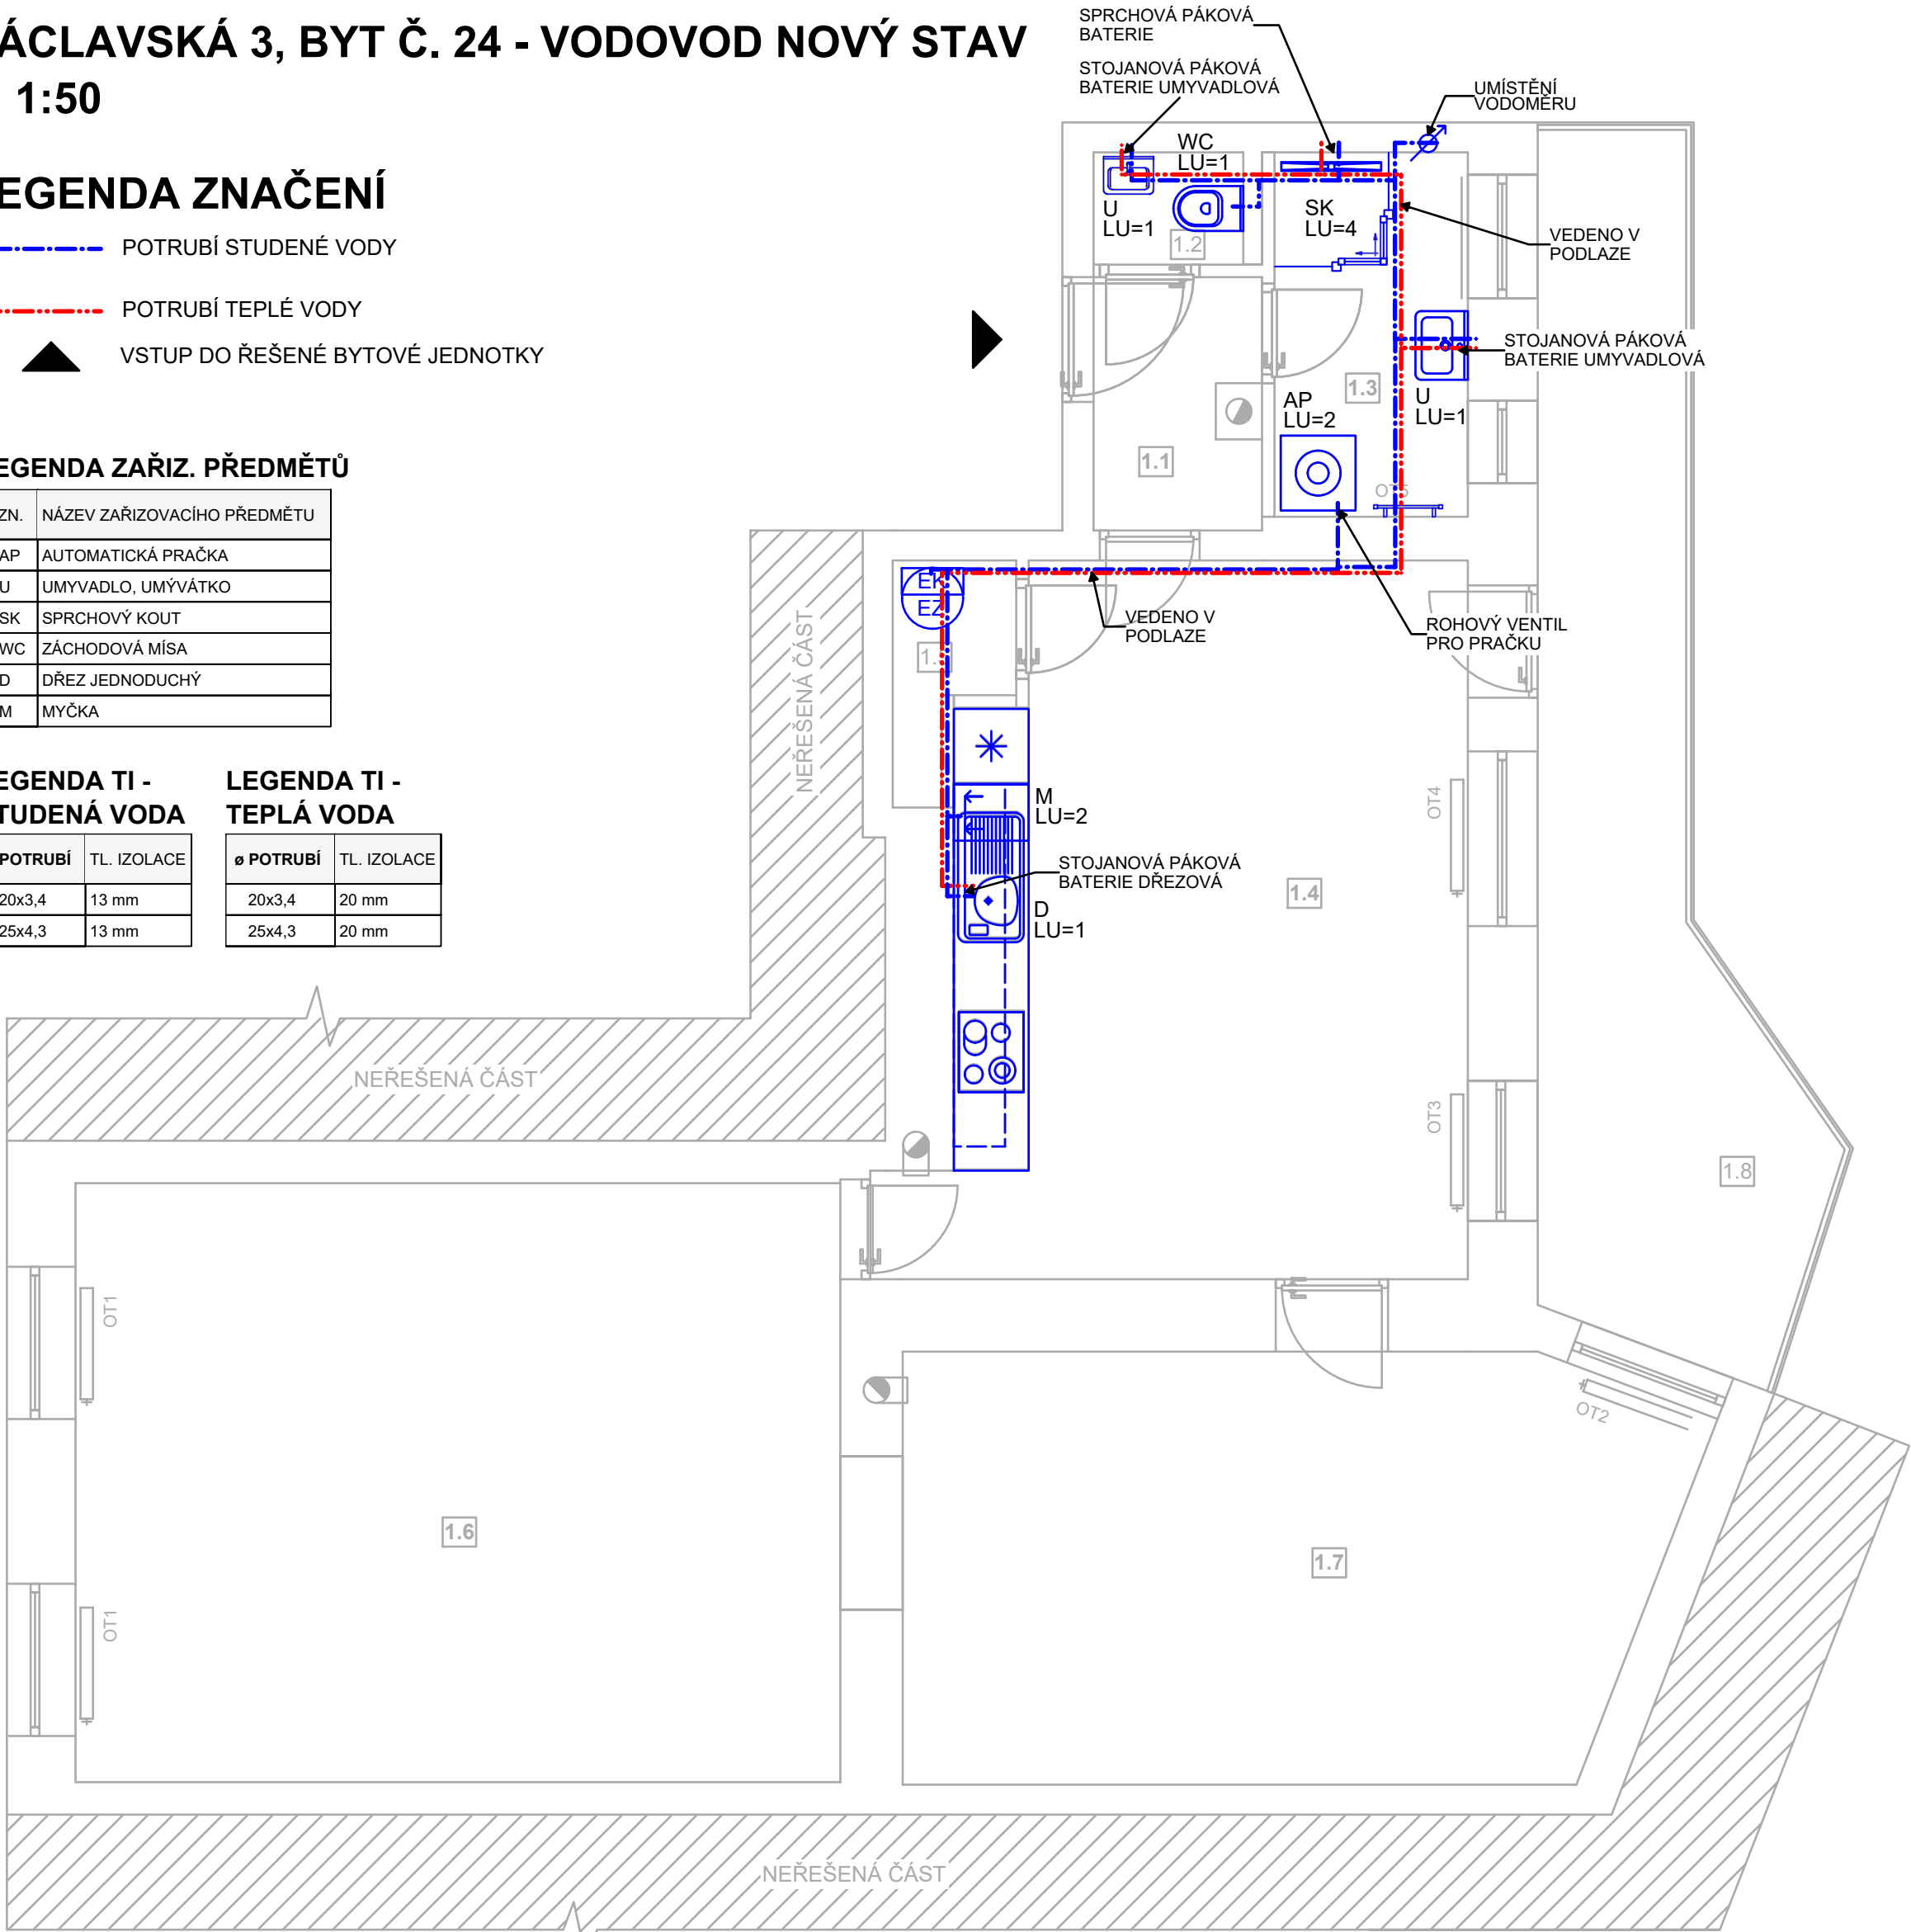 ÁCLAVSKÁ 3, BYT Č. 24 - VODOVOD NOVÝ STAV
1:50
EGENDA ZNAČENÍ
POTRUBÍ STUDENÉ VODY
POTRUBÍ TEPLÉ VODY
VSTUP DO ŘEŠENÉ BYTOVÉ JEDNOTKY
EGENDA ZAŘIZ. PŘEDMĚTŮ
ZN. NÁZEV ZAŘIZOVACÍHO PŘEDMĚTU
AP AUTOMATICKÁ PRAČKA
U UMYVADLO, UMÝVÁTKO
SK SPRCHOVÝ KOUT
WC ZÁCHODOVÁ MÍSA
D DŘEZ JEDNODUCHÝ
M MYČKA
EGENDA TI -
TUDENÁ VODA
POTRUBÍ TL. IZOLACE
20x3,4 13 mm
25x4,3 13 mm
LEGENDA TI -
TEPLÁ VODA
ø POTRUBÍ TL. IZOLACE
20x3,4 20 mm
25x4,3 20 mm
SPRCHOVÁ PÁKOVÁ
BATERIE
STOJANOVÁ PÁKOVÁ
BATERIE UMYVADLOVÁ
UMÍSTĚNÍ
VODOMĚRU
WC
LU=1
U
LU=1
1.2
SK
LU=4
VEDENO V
PODLAZE
STOJANOVÁ PÁKOVÁ
BATERIE UMYVADLOVÁ
1.3
U
LU=1
AP
LU=2
1.1
OT5
EK
EZ
VEDENO V
PODLAZE
ROHOVÝ VENTIL
PRO PRAČKU
1.
NEŘEŠENÁ ČÁST
M
LU=2
OT4
STOJANOVÁ PÁKOVÁ
BATERIE DŘEZOVÁ
1.4
D
LU=1
NEŘEŠENÁ ČÁST
OT3
1.8
OT1
OT2
1.6
1.7
OT1
NEŘEŠENÁ ČÁST